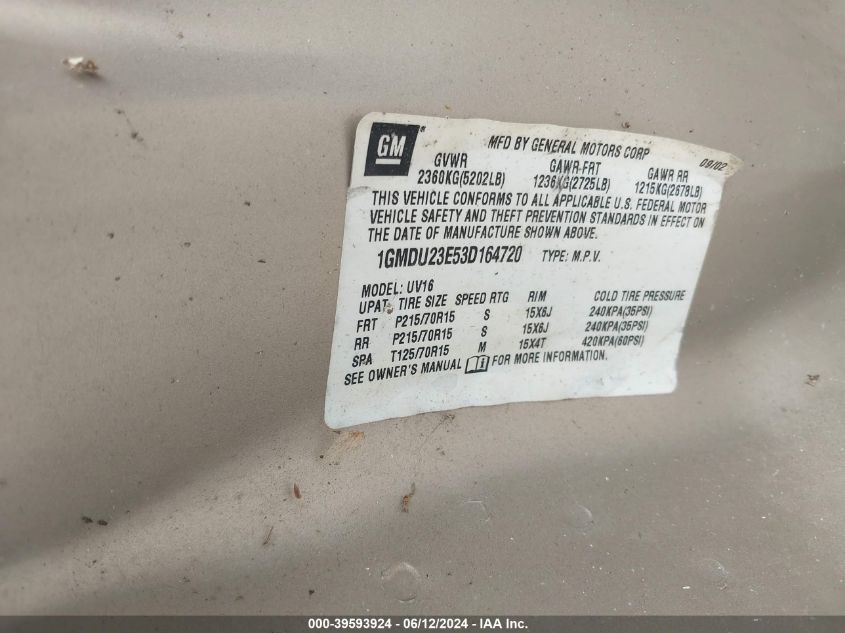 GM
MFD BY GENERAL MOTORS CORP 09/02
GVWR GAWR-FRT GAWR RR
2360KG(5202LB) 1236KG(2725LB) 1215KG(2678LB)
THIS VEHICLE CONFORMS TO ALL APPLICABLE U.S. FEDERAL MOTOR
VEHICLE SAFETY AND THEFT PREVENTION STANDARDS IN EFFECT ON
THE DATE OF MANUFACTURE SHOWN ABOVE.
1GMDU23E53D164720 TYPE: M.P.V.
MODEL: UV16
UPAT TIRE SIZE SPEED RTG RIM COLD TIRE PRESSURE
FRT P215/70R15 S 15X6J 240KPA(35PSI)
RR P215/70R15 S 15X6J 240KPA(35PSI)
SPA T125/70R15 M 15X4T 420KPA(60PSI)
SEE OWNER'S MANUAL FOR MORE INFORMATION.
000-39593924 - 06/12/2024 - IAA Inc.